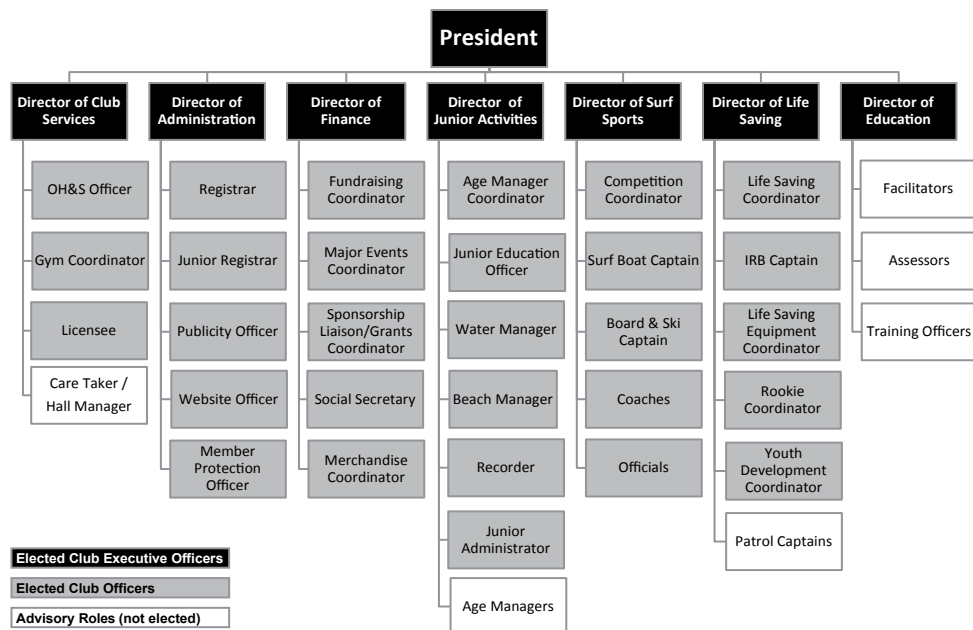 President
Director of Club
Services
Director of
Administration
Director of
Finance
Director of
Junior Activities
Director of Surf
Sports
Director of Life
Saving
Director of
Education
OH&S Officer
Gym Coordinator
Licensee
Care Taker /
Hall Manager
Registrar
Junior Registrar
Publicity Officer
Website Officer
Member
Protection
Officer
Fundraising
Coordinator
Major Events
Coordinator
Sponsorship
Liaison/Grants
Coordinator
Social Secretary
Merchandise
Coordinator
Age Manager
Coordinator
Junior Education
Officer
Water Manager
Beach Manager
Recorder
Junior
Administrator
Age Managers
Competition
Coordinator
Surf Boat Captain
Board & Ski
Captain
Coaches
Officials
Life Saving
Coordinator
IRB Captain
Life Saving
Equipment
Coordinator
Rookie
Coordinator
Youth
Development
Coordinator
Patrol Captains
Facilitators
Assessors
Training Officers
Elected Club Executive Officers
Elected Club Officers
Advisory Roles (not elected)